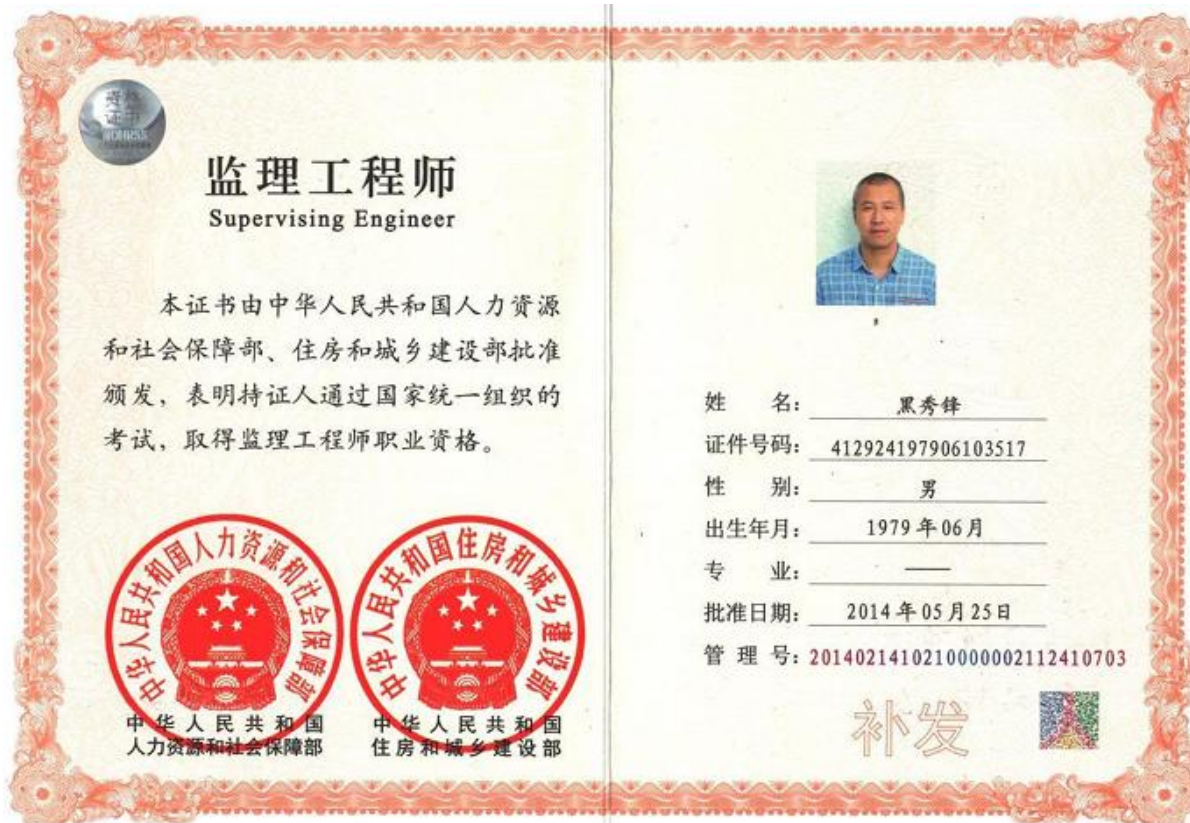 资格
证书
MOHRSS
监理工程师
Supervising Engineer
本证书由中华人民共和国人力资源
和社会保障部、住房和城乡建设部批准
颁发，表明持证人通过国家统一组织的
考试，取得监理工程师职业资格。
中华人民共和国人力资源和社会保障部
中华人民共和国住房和城乡建设部
中华人民共和国
人力资源和社会保障部
中华人民共和国
住房和城乡建设部
姓名：黑秀锋
证件号码：412924197906103517
性别：男
出生年月：1979年06月
专业：——
批准日期：2014年05月25日
管理号：2014021410210000002112410703
补发